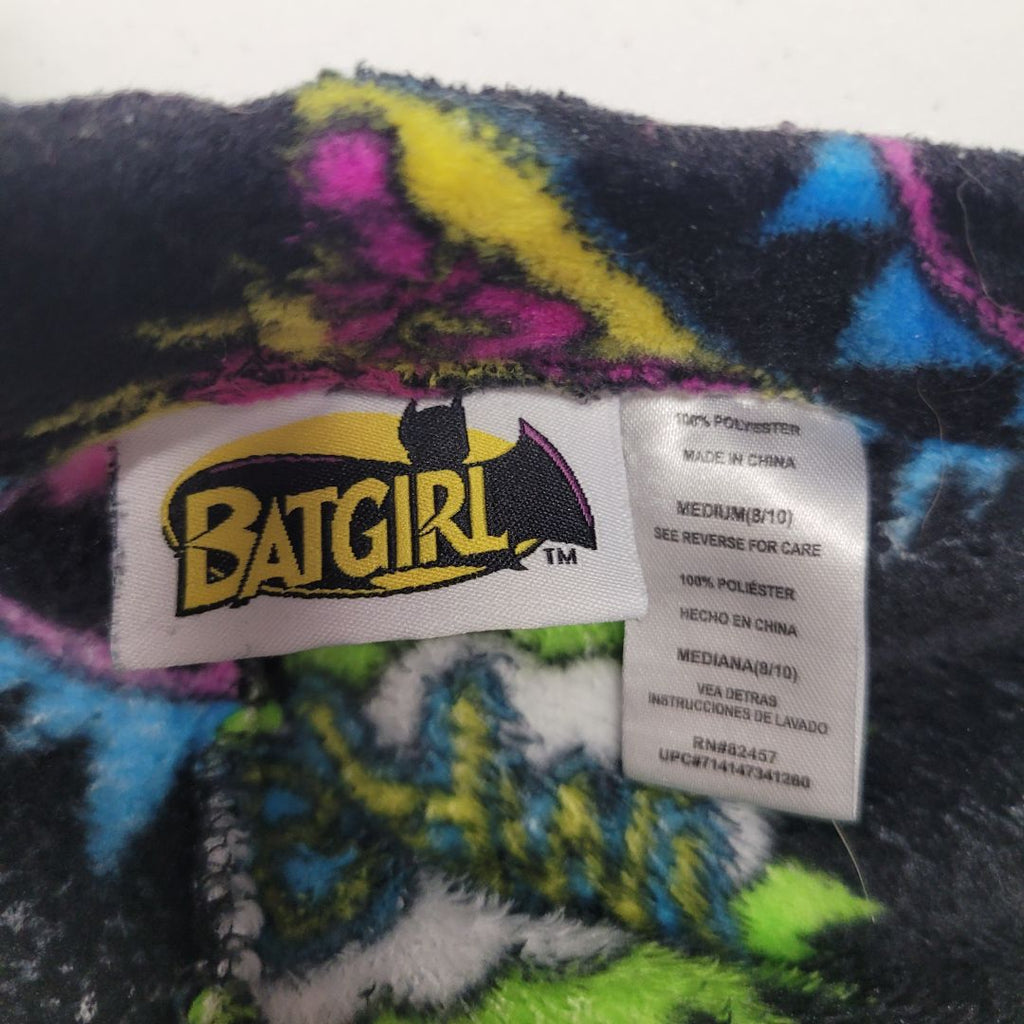 BATGIRL
TM
100% POLYESTER
MADE IN CHINA
MEDIUM(8/10)
SEE REVERSE FOR CARE
100% POLIÉSTER
HECHO EN CHINA
MEDIANA(8/10)
VEA DETRAS
INSTRUCCIONES DE LAVADO
RN#82457
UPC#714147341260